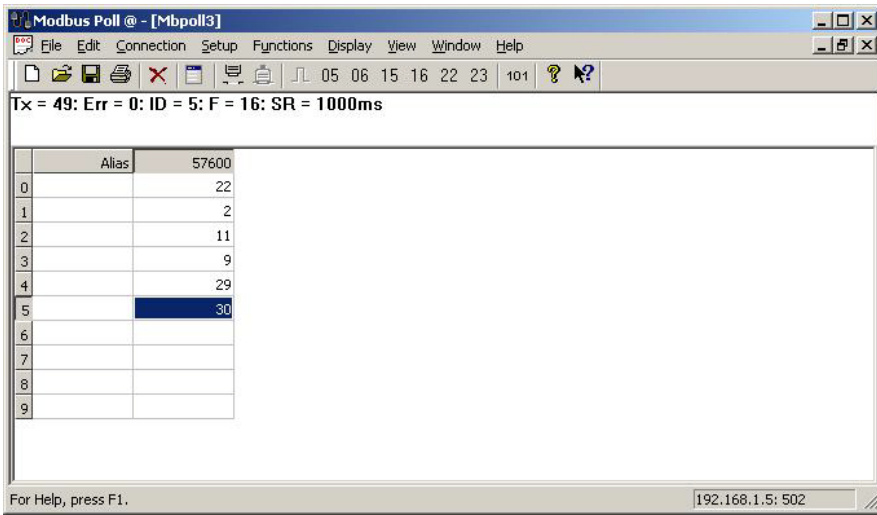 Modbus Poll @ - [Mbpoll3]
DOC File Edit Connection Setup Functions Display View Window Help
05 06 15 16 22 23 101 ? ?
Tx = 49: Err = 0: ID = 5: F = 16: SR = 1000ms
Alias 57600
0 22
1 2
2 11
3 9
4 29
5 30
6
7
8
9
For Help, press F1. 192.168.1.5: 502